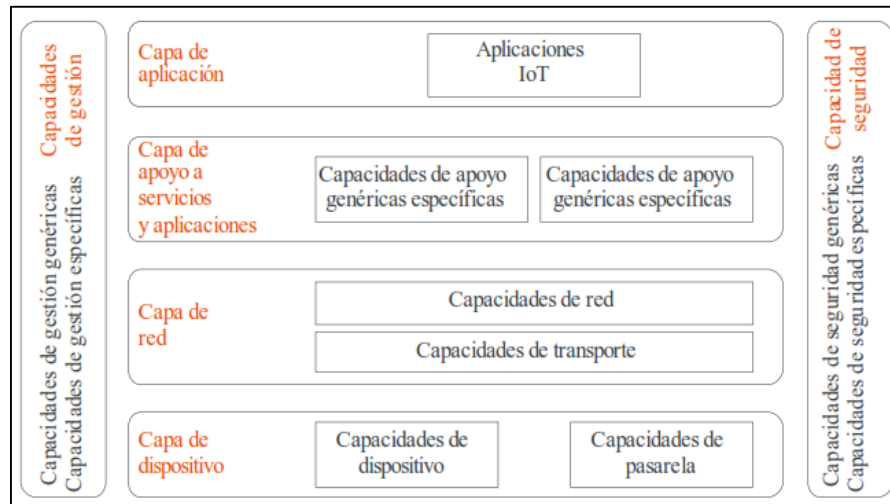 Capacidades
de gestión
Capacidades de gestión genéricas
Capacidades de gestión específicas
Capa de
aplicación
Aplicaciones
IoT
Capa de
apoyo a
servicios
y aplicaciones
Capacidades de apoyo
genéricas específicas
Capacidades de apoyo
genéricas específicas
Capa de
red
Capacidades de red
Capacidades de transporte
Capa de
dispositivo
Capacidades de
dispositivo
Capacidades de
pasarela
Capacidad de
seguridad
Capacidades de seguridad genéricas
Capacidades de seguridad específicas